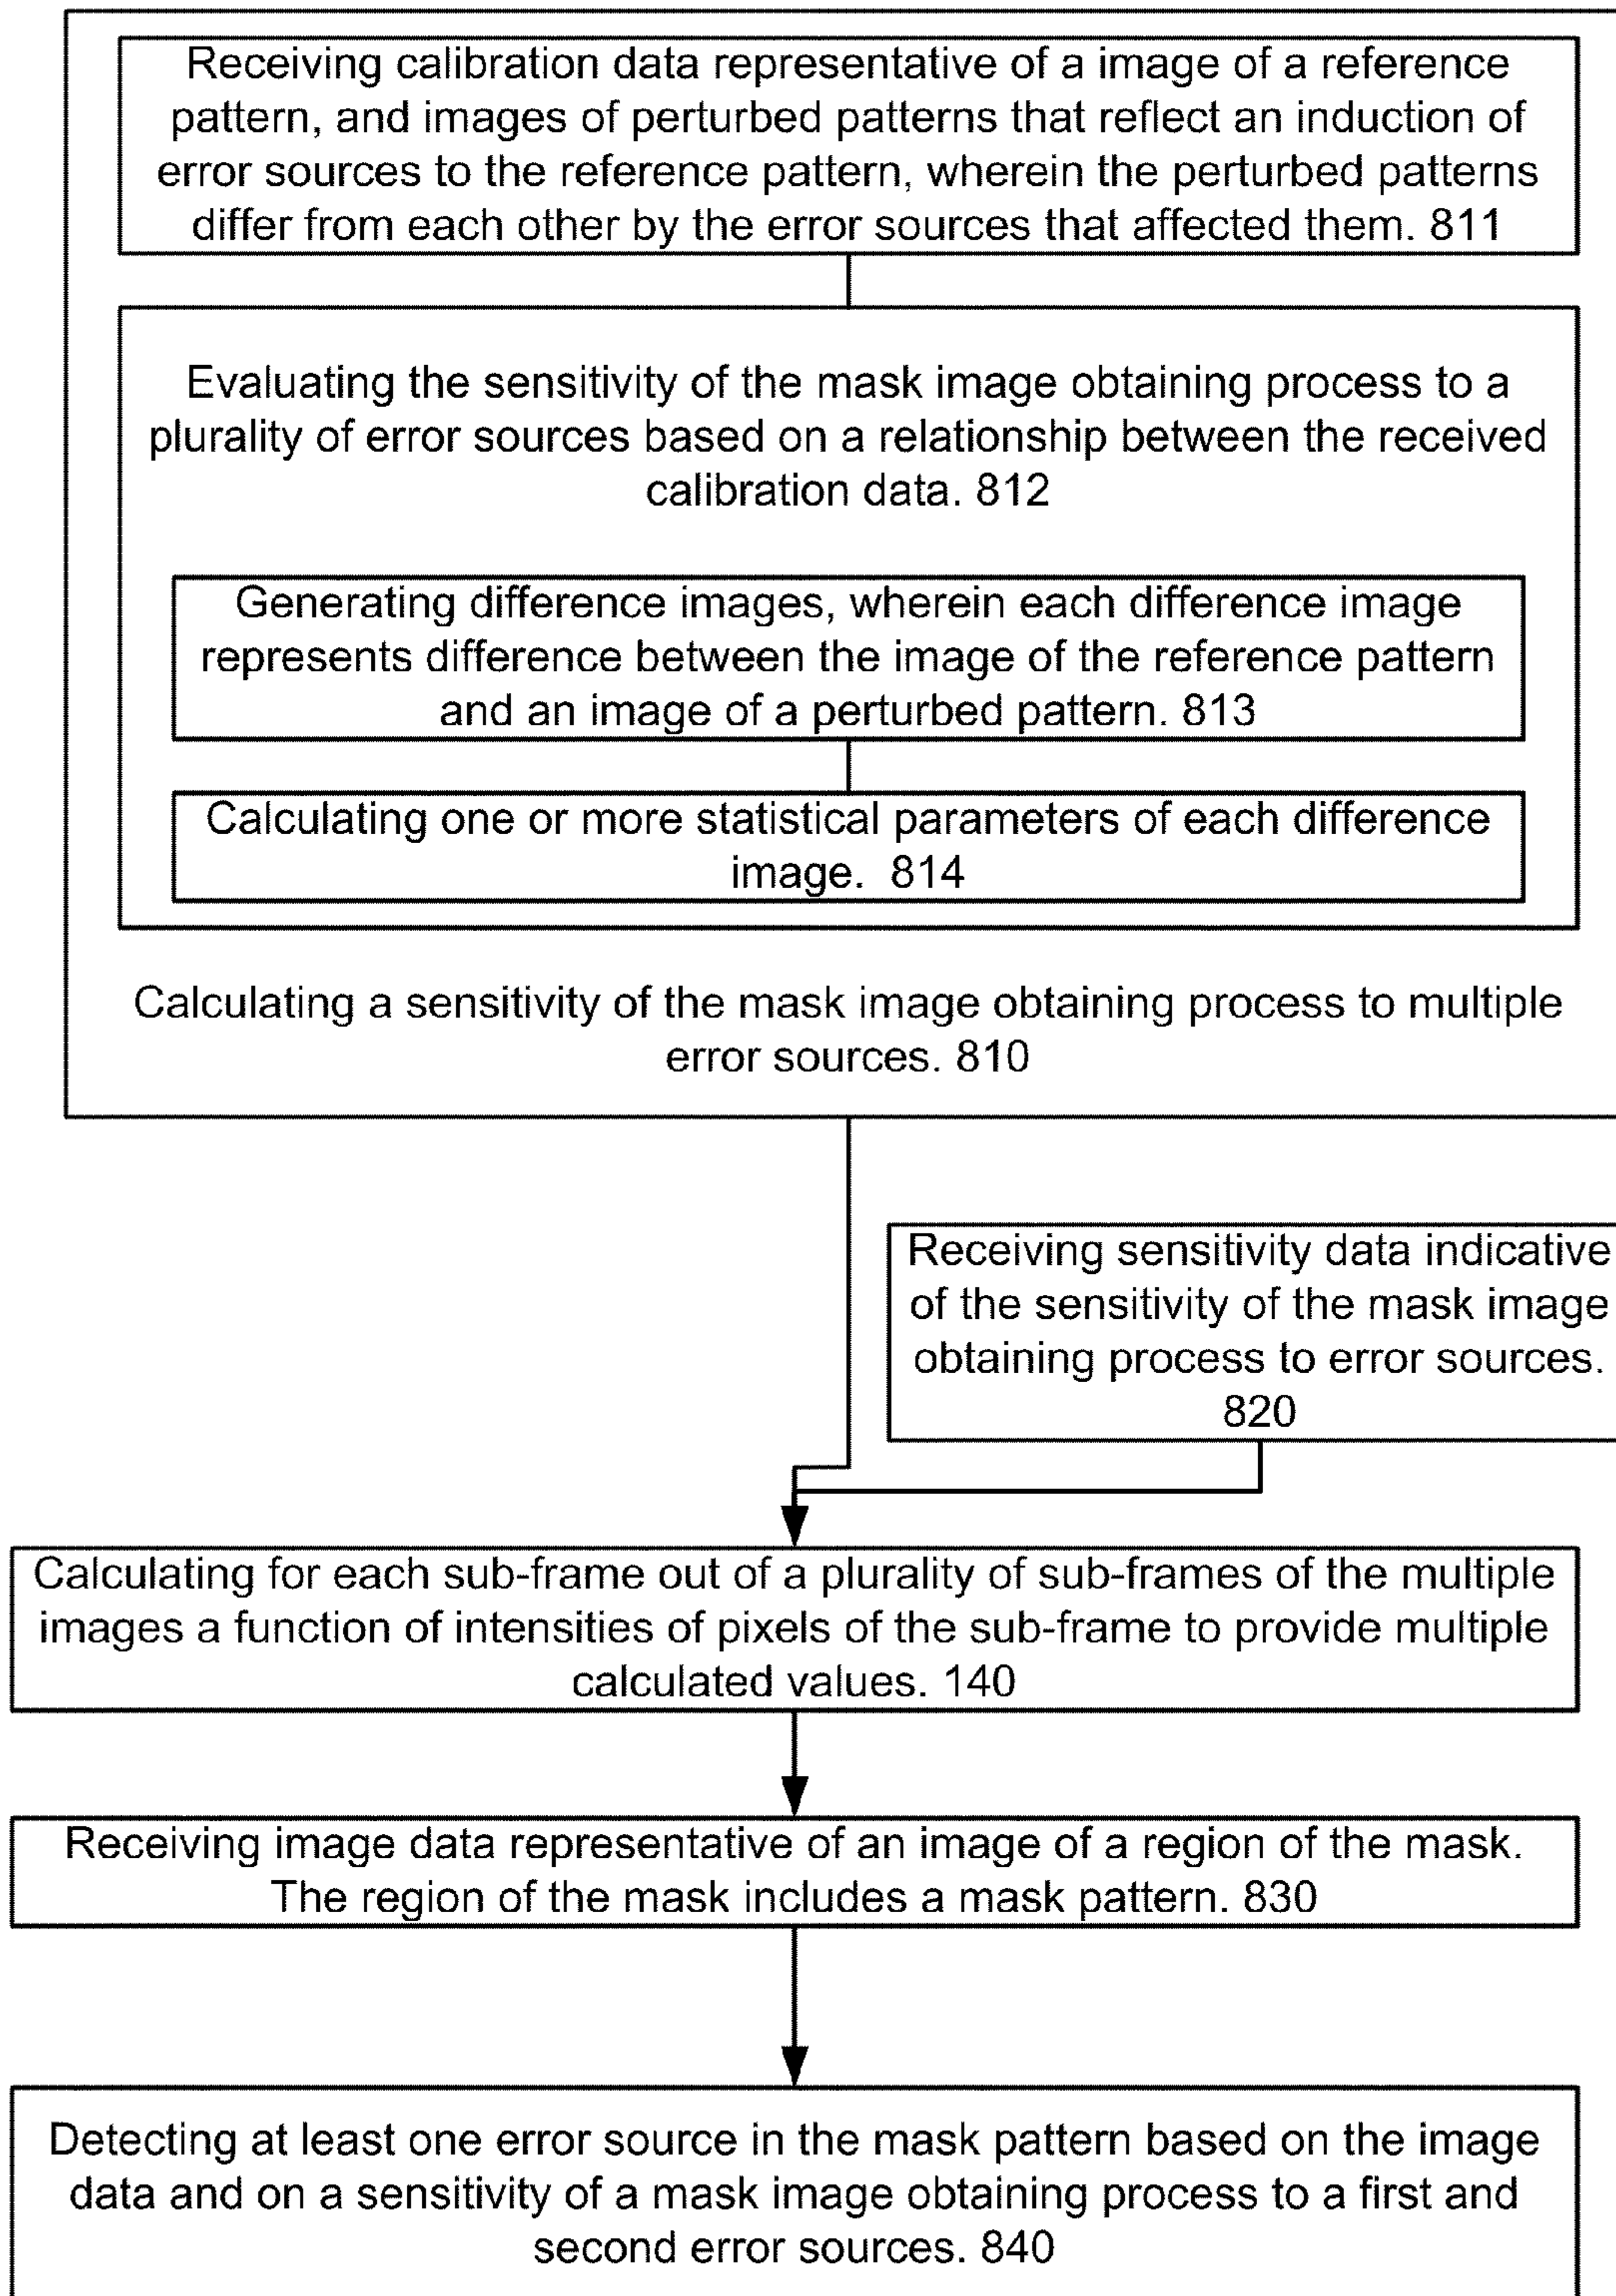 Receiving calibration data representative of a image of a reference
pattern, and images of perturbed patterns that reflect an induction of
error sources to the reference pattern, wherein the perturbed patterns
differ from each other by the error sources that affected them. 811
Evaluating the sensitivity of the mask image obtaining process to a
plurality of error sources based on a relationship between the received
calibration data. 812
Generating difference images, wherein each difference image
represents difference between the image of the reference pattern
and an image of a perturbed pattern. 813
Calculating one or more statistical parameters of each difference
image. 814
Calculating a sensitivity of the mask image obtaining process to multiple
error sources. 810
Receiving sensitivity data indicative
of the sensitivity of the mask image
obtaining process to error sources.
820
Calculating for each sub-frame out of a plurality of sub-frames of the multiple
images a function of intensities of pixels of the sub-frame to provide multiple
calculated values. 140
Receiving image data representative of an image of a region of the mask.
The region of the mask includes a mask pattern. 830
Detecting at least one error source in the mask pattern based on the image
data and on a sensitivity of a mask image obtaining process to a first and
second error sources. 840